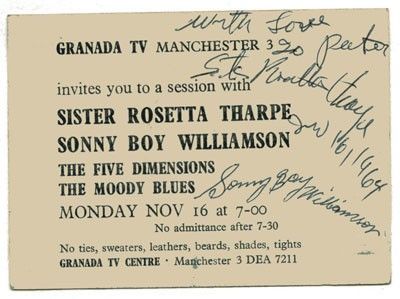 with love
GRANADA TV MANCHESTER 3
to Peter
invites you to a session with
Sister Rosetta Tharpe
SISTER ROSETTA THARPE
SONNY BOY WILLIAMSON
THE FIVE DIMENSIONS
THE MOODY BLUES
Sonny Boy Williamson
MONDAY NOV 16 at 7-00
No admittance after 7-30
No ties, sweaters, leathers, beards, shades, tights
GRANADA TV CENTRE · Manchester 3 DEA 7211